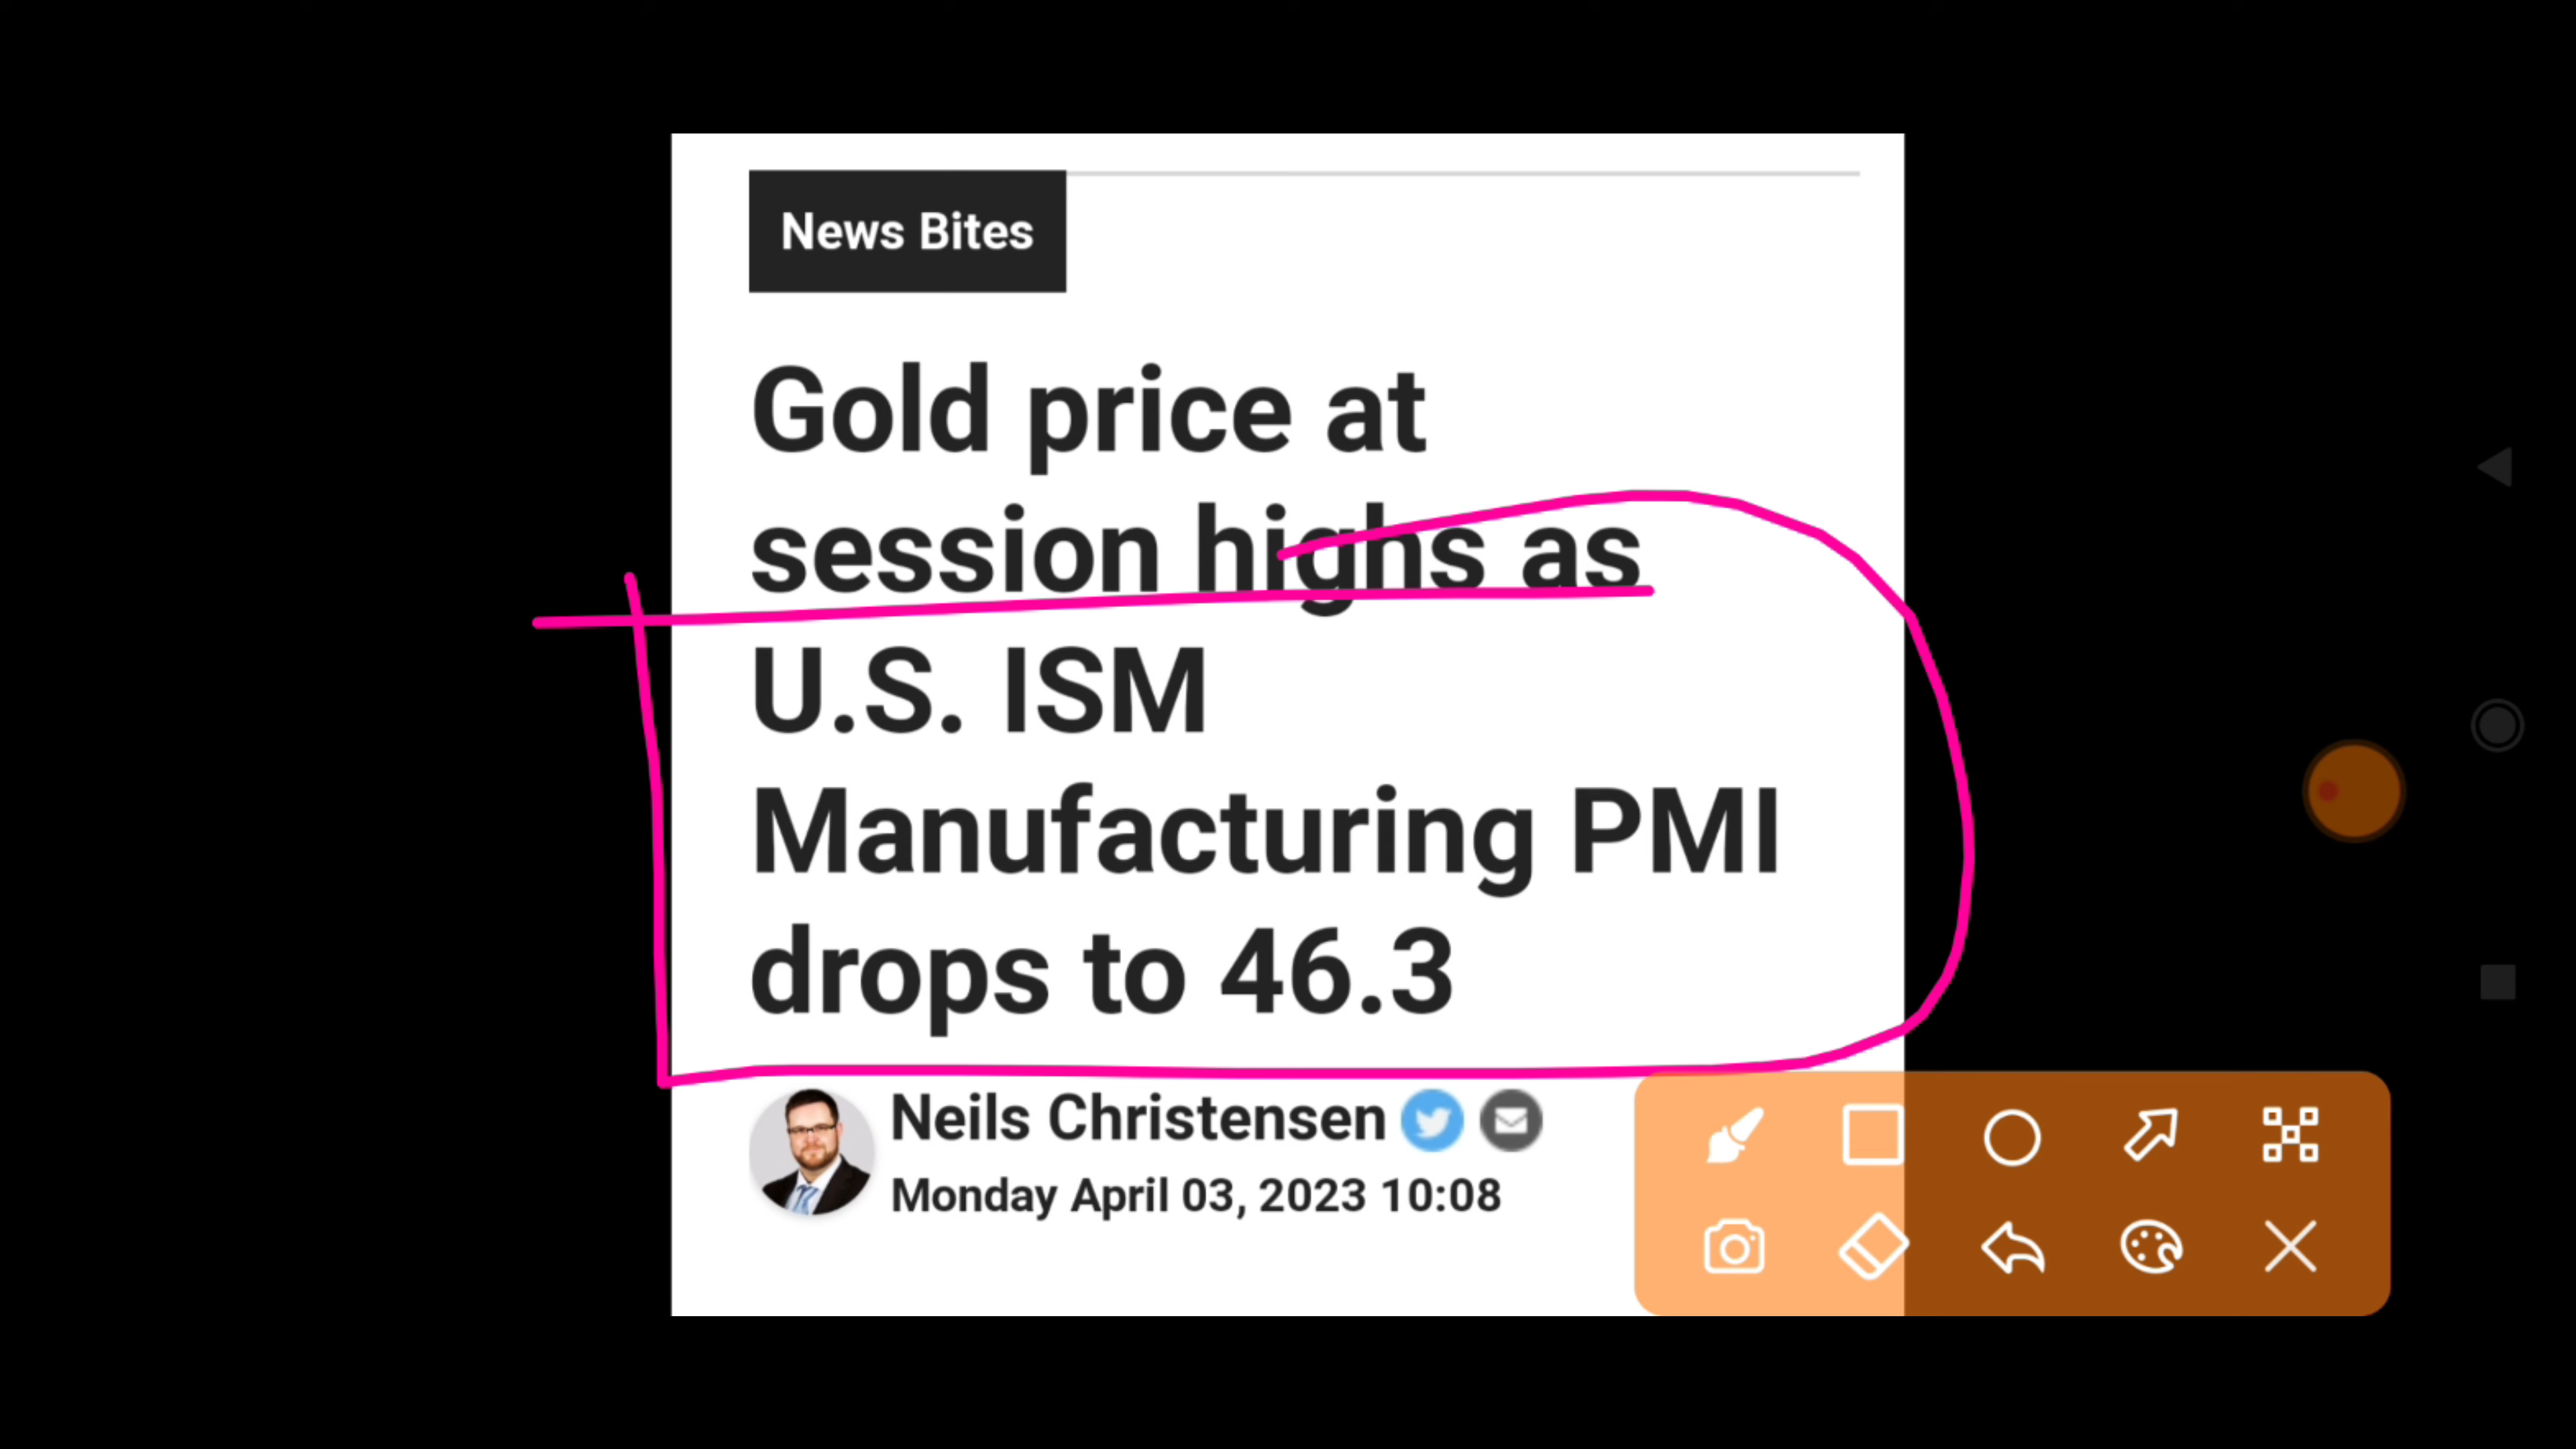 News Bites
Gold price at
session highs as
U.S. ISM
Manufacturing PMI
drops to 46.3
Neils Christensen
Monday April 03, 2023 10:08